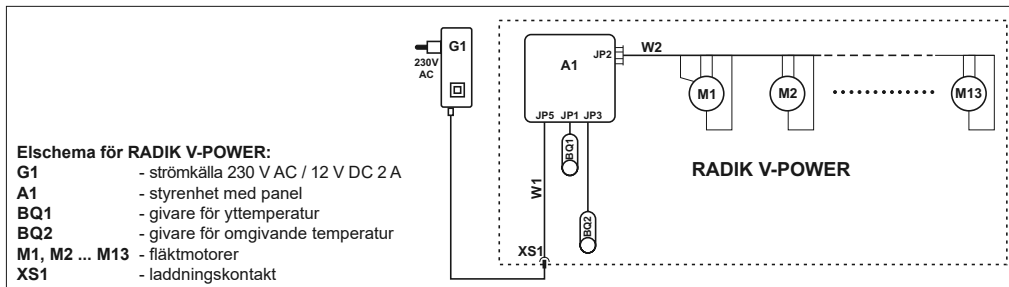 G1
230V
AC
A1
JP2
W2
M1
M2
M13
JP5 JP1 JP3
BQ1
W1
BQ2
XS1
RADIK V-POWER
Elschema för RADIK V-POWER:
G1 - strömkälla 230 V AC / 12 V DC 2 A
A1 - styrenhet med panel
BQ1 - givare för yttemperatur
BQ2 - givare för omgivande temperatur
M1, M2 ... M13 - fläktmotorer
XS1 - laddningskontakt